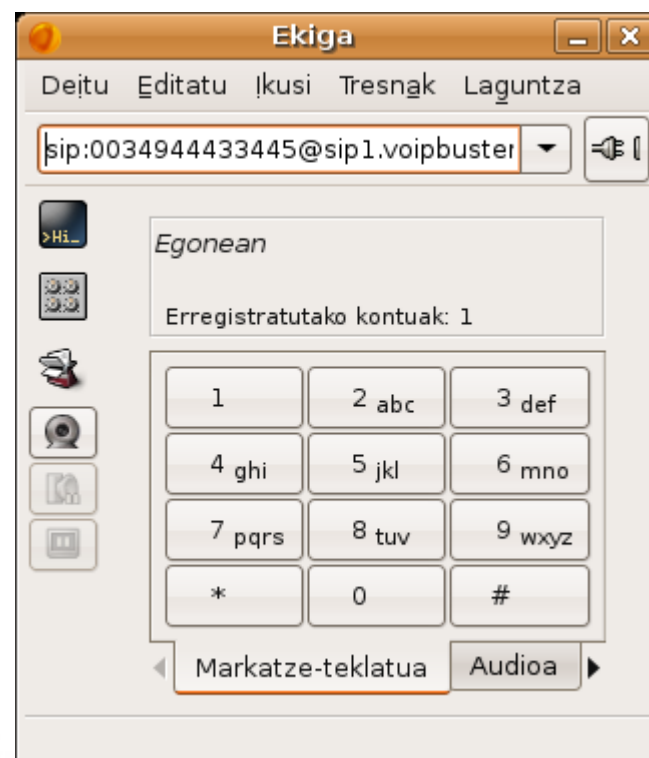 Ekiga
Deitu Editatu Ikusi Tresnak Laguntza
sip:0034944433445@sip1.voipbuster
>Hi_
Egonean
Erregistratutako kontuak: 1
1 2 abc 3 def
4 ghi 5 jkl 6 mno
7 pqrs 8 tuv 9 wxyz
* 0 #
Markatze-teklatua Audioa